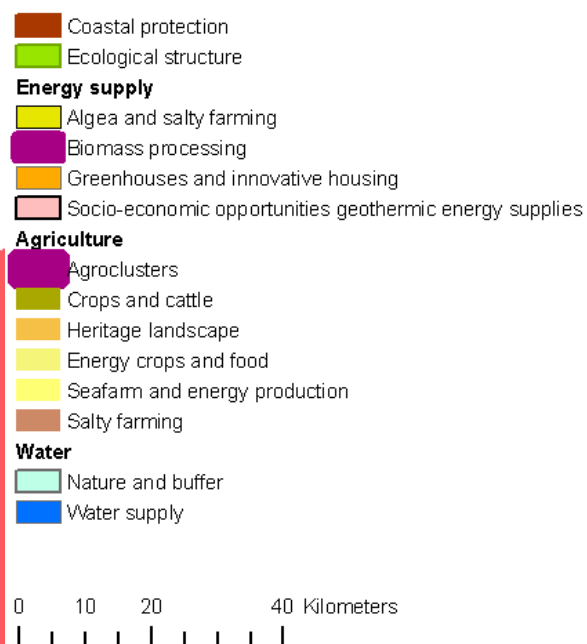 Coastal protection
Ecological structure
Energy supply
Algea and salty farming
Biomass processing
Greenhouses and innovative housing
Socio-economic opportunities geothermic energy supplies
Agriculture
Agroclusters
Crops and cattle
Heritage landscape
Energy crops and food
Seafarm and energy production
Salty farming
Water
Nature and buffer
Water supply
0 10 20 40 Kilometers